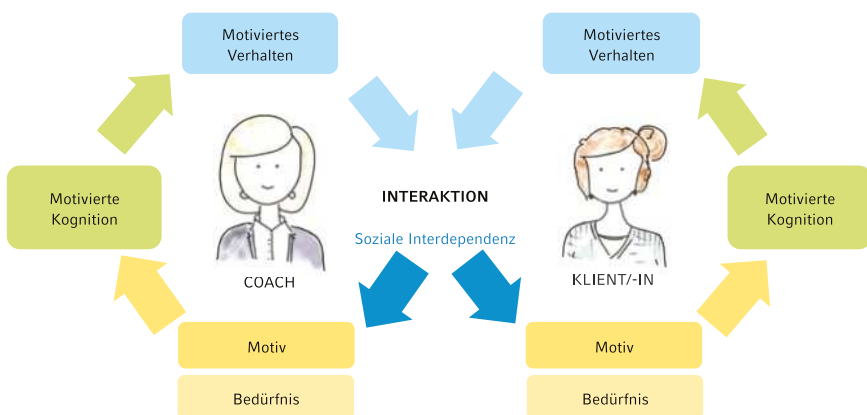 Motiviertes
Verhalten
Motiviertes
Verhalten
Motivierte
Kognition
INTERAKTION
Motivierte
Kognition
Soziale Interdependenz
COACH
KLIENT/-IN
Motiv
Motiv
Bedürfnis
Bedürfnis